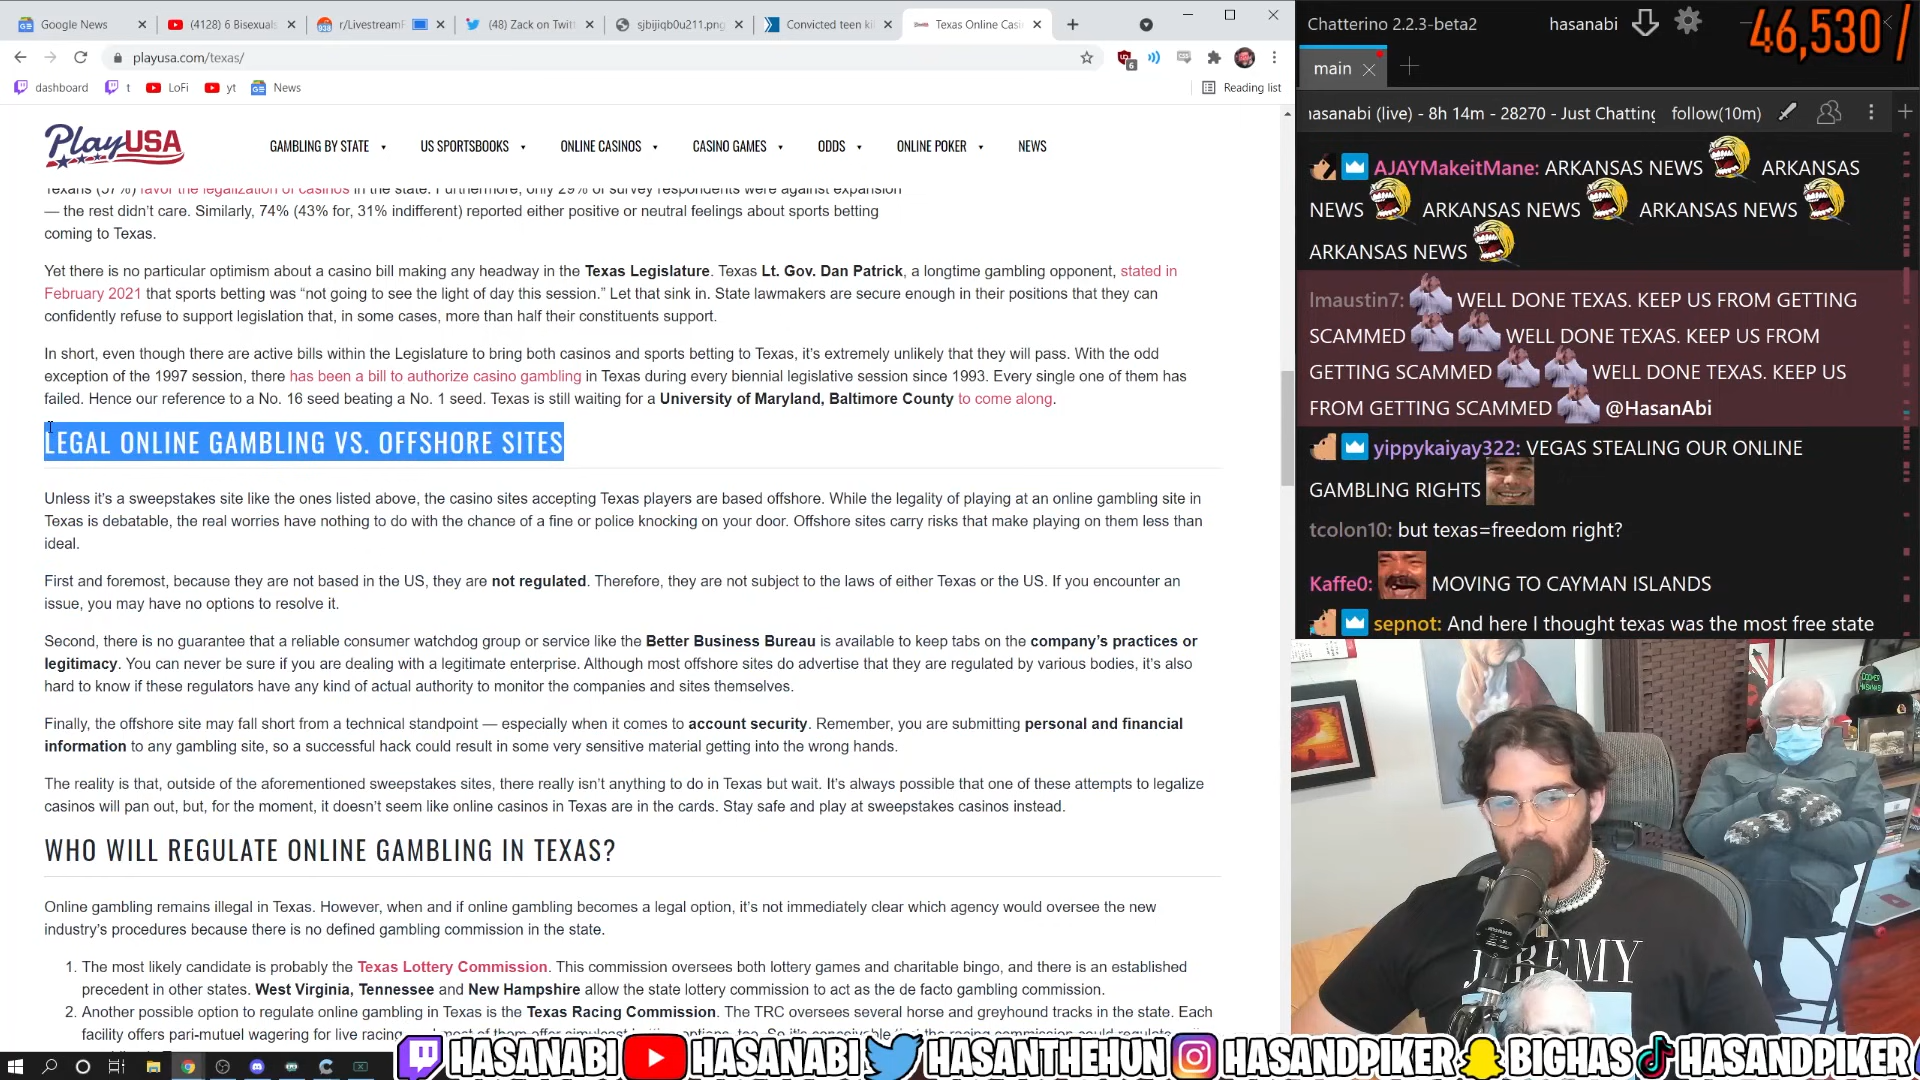 Google News
(4128) 6 Bisexuals
r/LivestreamF
(48) Zack on Twitt
sjbijiqb0u211.png
Convicted teen kil
Texas Online Casi
playusa.com/texas/
dashboard
t
LoFi
yt
News
Reading list
PlayUSA
GAMBLING BY STATE
US SPORTSBOOKS
ONLINE CASINOS
CASINO GAMES
ODDS
ONLINE POKER
NEWS
Texans (57%) favor the legalization of casinos in the state. Furthermore, only 29% of survey respondents were against expansion
— the rest didn't care. Similarly, 74% (43% for, 31% indifferent) reported either positive or neutral feelings about sports betting
coming to Texas.
Yet there is no particular optimism about a casino bill making any headway in the Texas Legislature. Texas Lt. Gov. Dan Patrick, a longtime gambling opponent, stated in
February 2021 that sports betting was “not going to see the light of day this session.” Let that sink in. State lawmakers are secure enough in their positions that they can
confidently refuse to support legislation that, in some cases, more than half their constituents support.
In short, even though there are active bills within the Legislature to bring both casinos and sports betting to Texas, it's extremely unlikely that they will pass. With the odd
exception of the 1997 session, there has been a bill to authorize casino gambling in Texas during every biennial legislative session since 1993. Every single one of them has
failed. Hence our reference to a No. 16 seed beating a No. 1 seed. Texas is still waiting for a University of Maryland, Baltimore County to come along.
LEGAL ONLINE GAMBLING VS. OFFSHORE SITES
Unless it's a sweepstakes site like the ones listed above, the casino sites accepting Texas players are based offshore. While the legality of playing at an online gambling site in
Texas is debatable, the real worries have nothing to do with the chance of a fine or police knocking on your door. Offshore sites carry risks that make playing on them less than
ideal.
First and foremost, because they are not based in the US, they are not regulated. Therefore, they are not subject to the laws of either Texas or the US. If you encounter an
issue, you may have no options to resolve it.
Second, there is no guarantee that a reliable consumer watchdog group or service like the Better Business Bureau is available to keep tabs on the company's practices or
legitimacy. You can never be sure if you are dealing with a legitimate enterprise. Although most offshore sites do advertise that they are regulated by various bodies, it's also
hard to know if these regulators have any kind of actual authority to monitor the companies and sites themselves.
Finally, the offshore site may fall short from a technical standpoint — especially when it comes to account security. Remember, you are submitting personal and financial
information to any gambling site, so a successful hack could result in some very sensitive material getting into the wrong hands.
The reality is that, outside of the aforementioned sweepstakes sites, there really isn't anything to do in Texas but wait. It's always possible that one of these attempts to legalize
casinos will pan out, but, for the moment, it doesn't seem like online casinos in Texas are in the cards. Stay safe and play at sweepstakes casinos instead.
WHO WILL REGULATE ONLINE GAMBLING IN TEXAS?
Online gambling remains illegal in Texas. However, when and if online gambling becomes a legal option, it's not immediately clear which agency would oversee the new
industry's procedures because there is no defined gambling commission in the state.
1. The most likely candidate is probably the Texas Lottery Commission. This commission oversees both lottery games and charitable bingo, and there is an established
precedent in other states. West Virginia, Tennessee and New Hampshire allow the state lottery commission to act as the de facto gambling commission.
2. Another possible option to regulate online gambling in Texas is the Texas Racing Commission. The TRC oversees several horse and greyhound tracks in the state. Each
facility offers pari-mutuel wagering for live racing
Chatterino 2.2.3-beta2
hasanabi
46,530 /
main
hasanabi (live) - 8h 14m - 28270 - Just Chatting
follow(10m)
AJAYMakeitMane: ARKANSAS NEWS ARKANSAS
NEWS ARKANSAS NEWS ARKANSAS NEWS
ARKANSAS NEWS
lmaustin7: WELL DONE TEXAS. KEEP US FROM GETTING
SCAMMED WELL DONE TEXAS. KEEP US FROM
GETTING SCAMMED WELL DONE TEXAS. KEEP US
FROM GETTING SCAMMED @HasanAbi
yippykaiyay322: VEGAS STEALING OUR ONLINE
GAMBLING RIGHTS
tcolon10: but texas=freedom right?
Kaffe0: MOVING TO CAYMAN ISLANDS
sepnot: And here I thought texas was the most free state
JEREMY
HASANABI HASANABI HASANTHEHUN HASANDPIKER BIGHAS HASANDPIKER